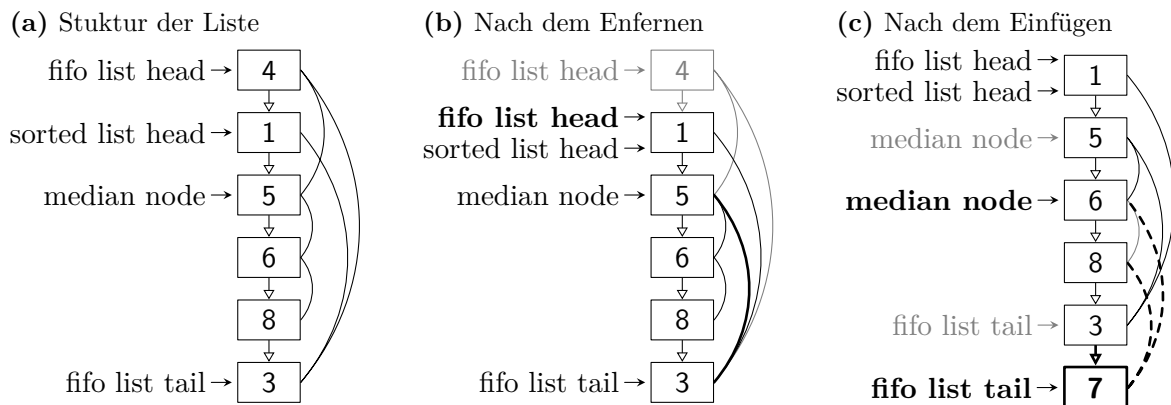 (a) Stuktur der Liste
fifo list head
4
sorted list head
1
median node
5
6
8
fifo list tail
3
(b) Nach dem Enfernen
fifo list head
4
fifo list head
sorted list head
1
median node
5
6
8
fifo list tail
3
(c) Nach dem Einfügen
fifo list head
sorted list head
1
median node
5
median node
6
8
fifo list tail
3
fifo list tail
7